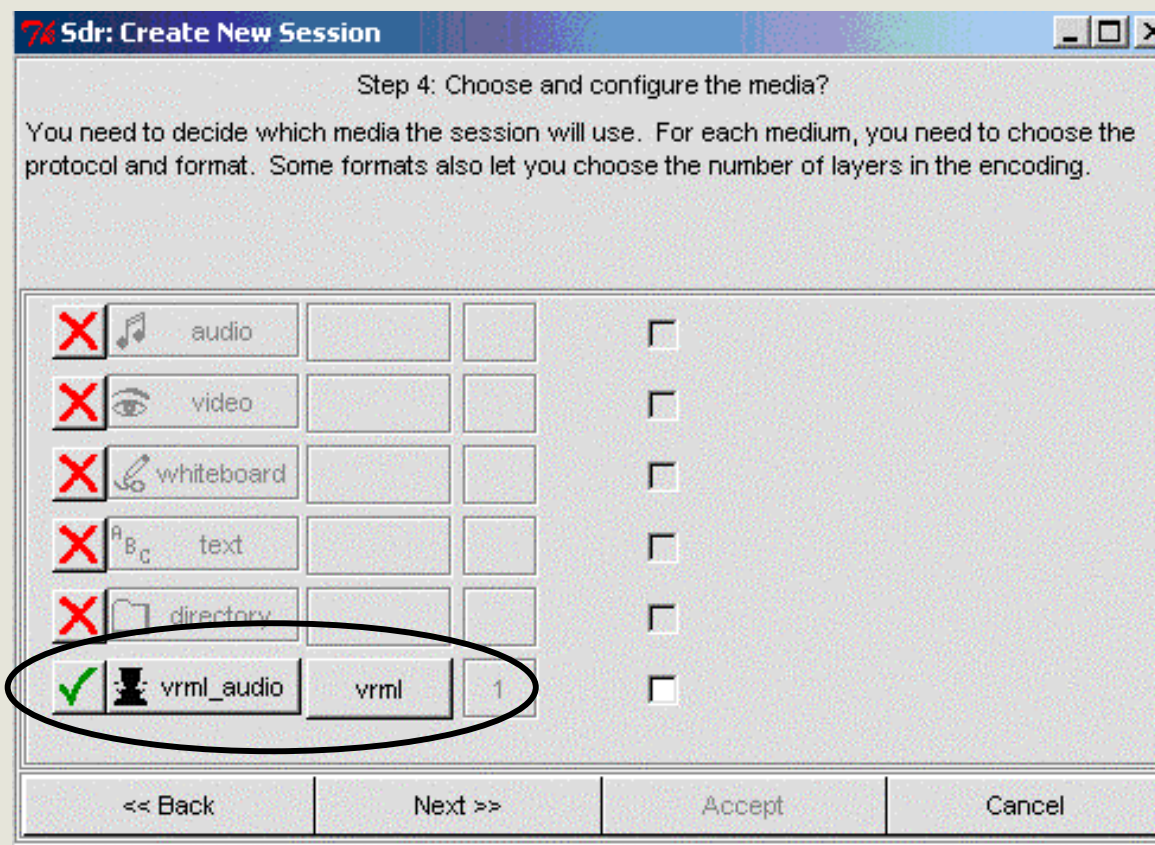 Sdr: Create New Session
Step 4: Choose and configure the media?
You need to decide which media the session will use. For each medium, you need to choose the
protocol and format. Some formats also let you choose the number of layers in the encoding.
audio
video
whiteboard
ABC text
directory
vrml_audio vrml 1
<< Back Next >> Accept Cancel